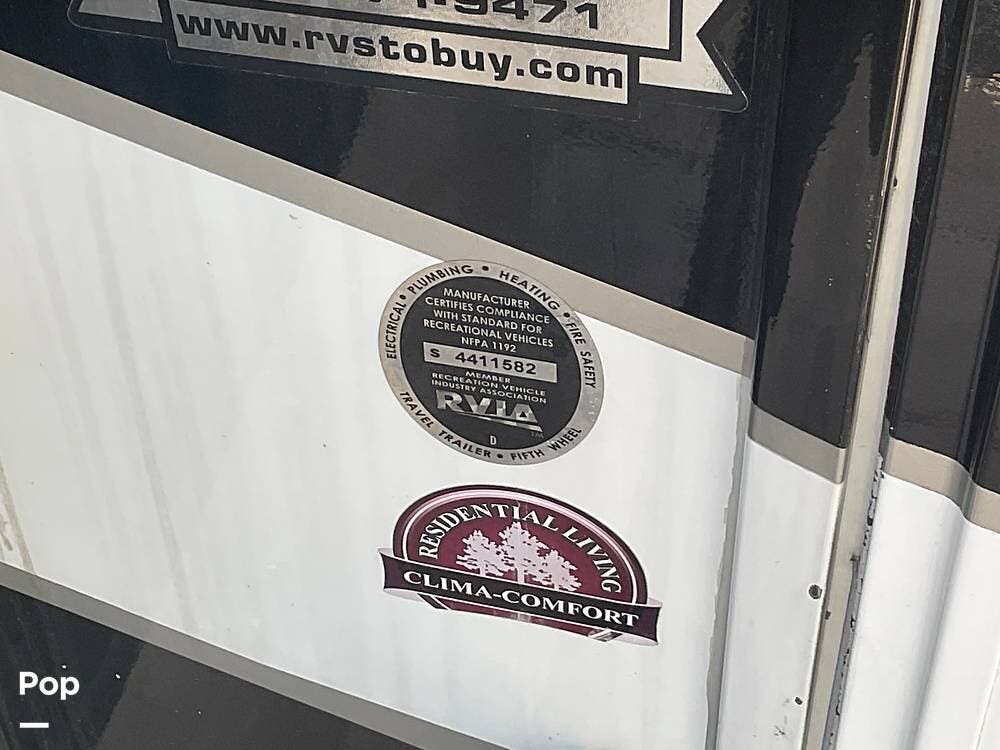 www.rvstobuy.com
ELECTRICAL • PLUMBING • HEATING • FIRE SAFETY
MANUFACTURER
CERTIFIES COMPLIANCE
WITH STANDARD FOR
RECREATIONAL VEHICLES
NFPA 1192
S 4411582
MEMBER
RECREATION VEHICLE
INDUSTRY ASSOCIATION
RVIA TM
D
TRAVEL TRAILER • FIFTH WHEEL
RESIDENTIAL LIVING
CLIMA-COMFORT
Pop